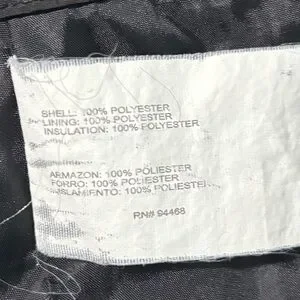 SHELL: 100% POLYESTER
LINING: 100% POLYESTER
INSULATION: 100% POLYESTER
ARMAZON: 100% POLIESTER
FORRO: 100% POLIESTER
AISLAMIENTO: 100% POLIESTER
RN# 94468